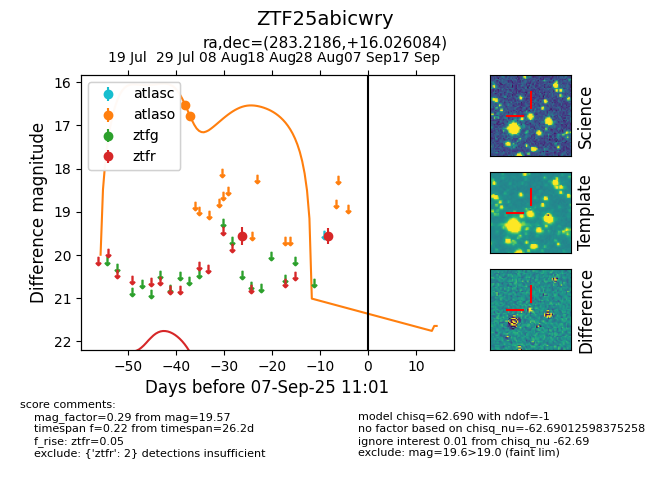 ZTF25abicwry
ra,dec=(283.2186,+16.026084)
19 Jul 29 Jul 08 Aug18Aug28 Aug07 Sep17 Sep
atlasc
atlaso
ztfg
ztfr
16
17
18
19
20
21
22
Difference magnitude
−50 −40 −30 −20 −10 0 10
Days before 07-Sep-25 11:01
Science
Template
Difference
score comments:
mag_factor=0.29 from mag=19.57
timespan f=0.22 from timespan=26.2d
f_rise: ztfr=0.05
exclude: {'ztfr': 2} detections insufficient
model chisq=62.690 with ndof=-1
no factor based on chisq_nu=-62.69012598375258
ignore interest 0.01 from chisq_nu -62.69
exclude: mag=19.6>19.0 (faint lim)